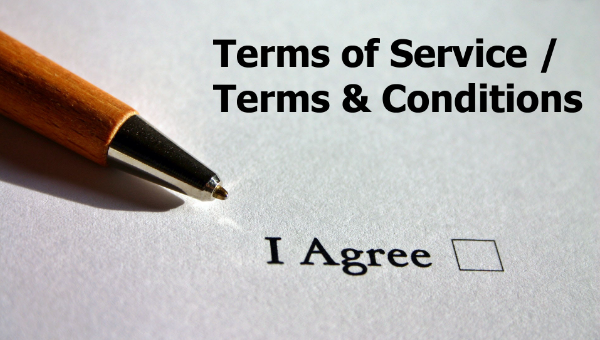 Terms of Service /
Terms & Conditions
I Agree